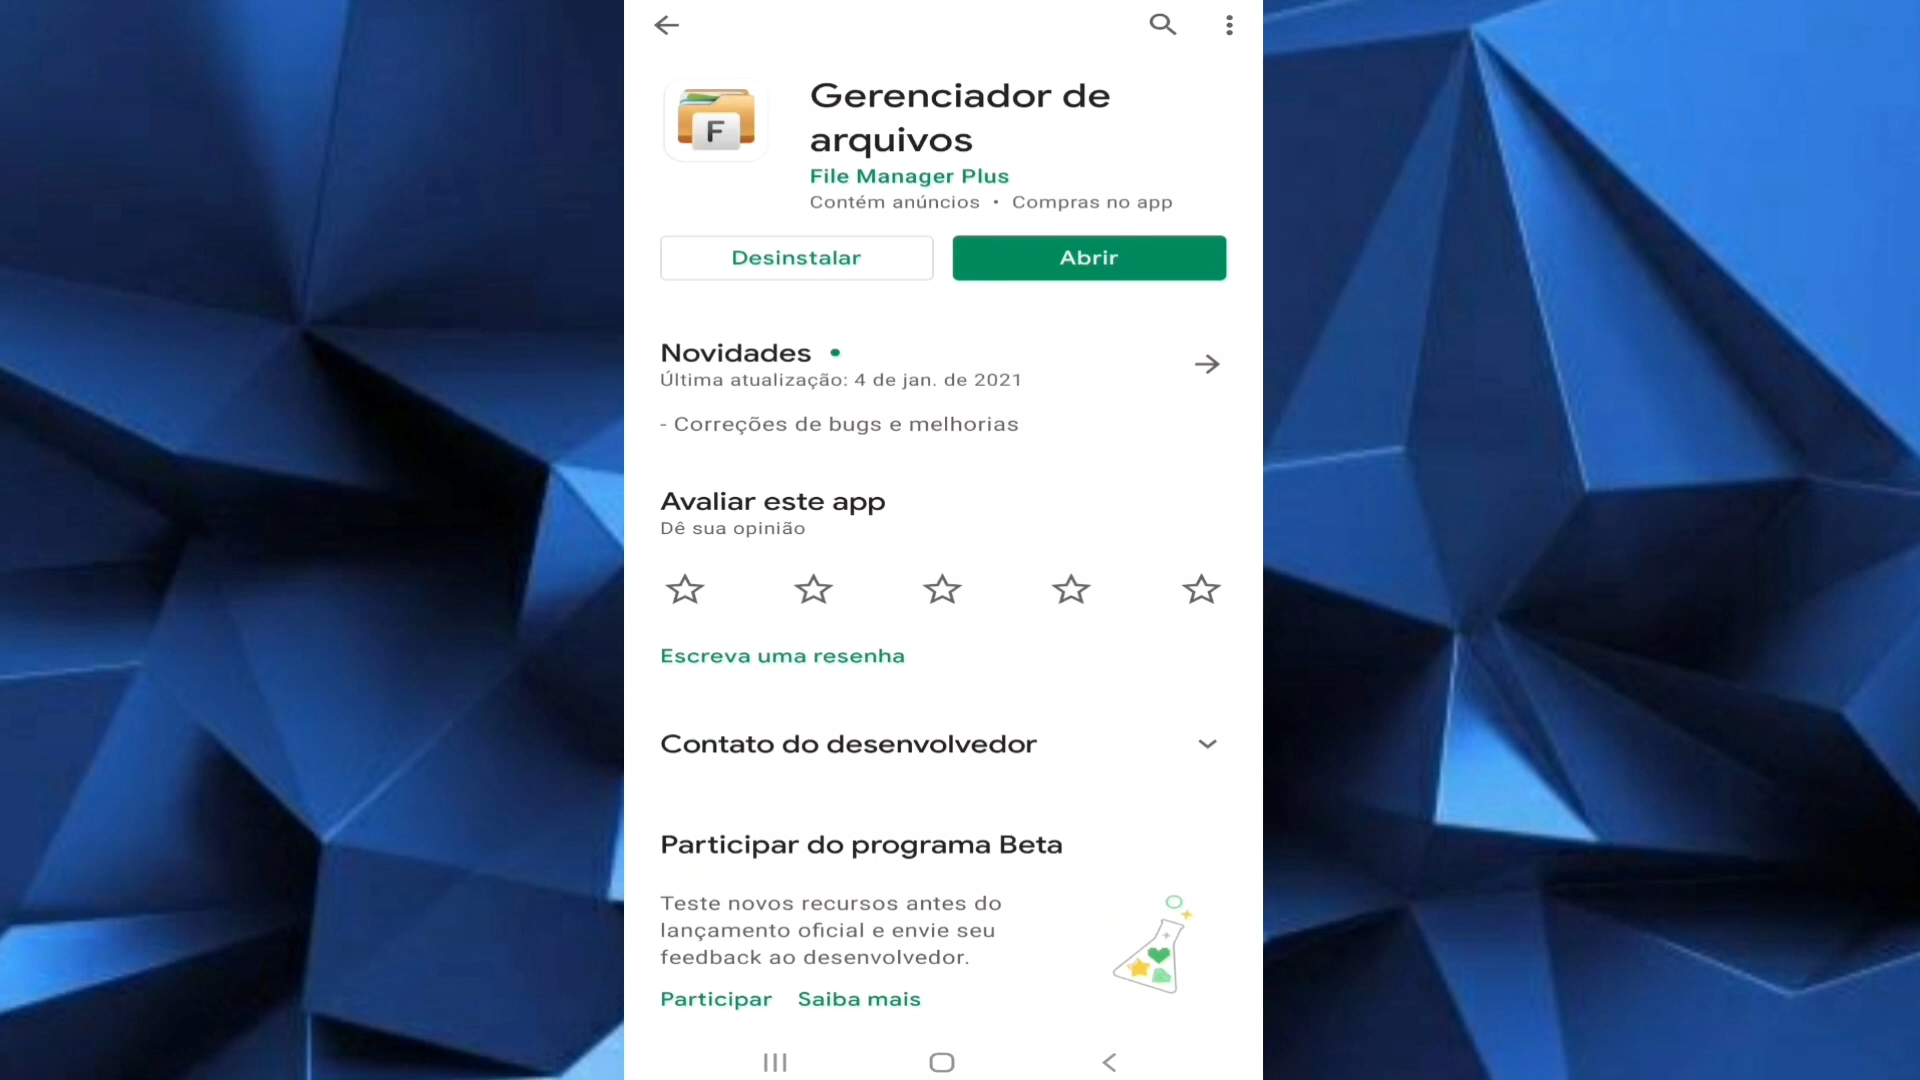 Gerenciador de
arquivos
File Manager Plus
Contém anúncios • Compras no app
F
Desinstalar
Abrir
Novidades •
Última atualização: 4 de jan. de 2021
- Correções de bugs e melhorias
Avaliar este app
Dê sua opinião
Escreva uma resenha
Contato do desenvolvedor
Participar do programa Beta
Teste novos recursos antes do
lançamento oficial e envie seu
feedback ao desenvolvedor.
Participar Saiba mais